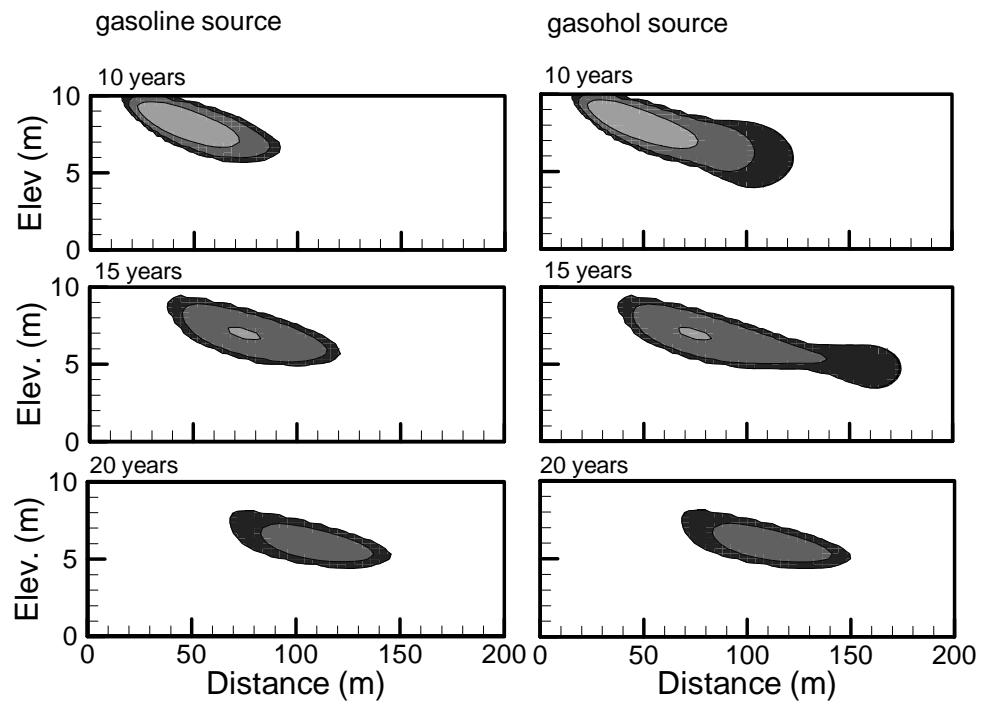 gasoline source
gasohol source
10 years
10 years
10
5
0
Elev (m)
15 years
15 years
10
5
0
Elev. (m)
20 years
20 years
10
5
0
Elev. (m)
0 50 100 150 200
0 50 100 150 200
Distance (m)
Distance (m)